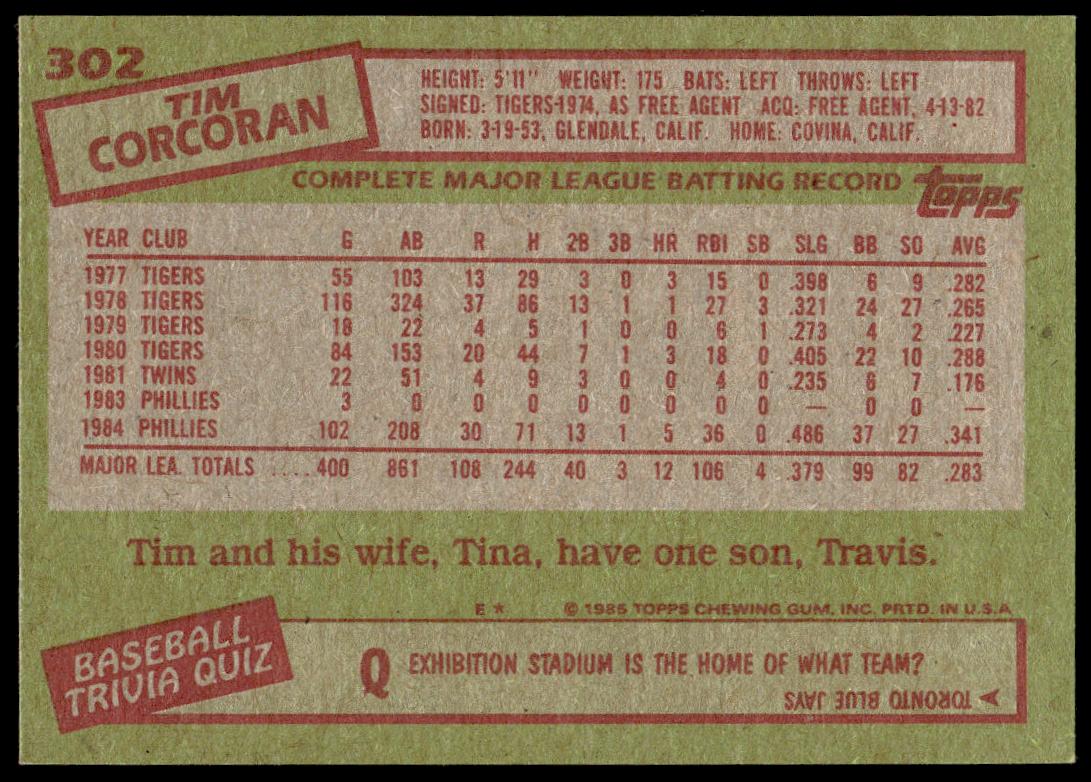 302
TIM
CORCORAN
HEIGHT: 5'11" WEIGHT: 175 BATS: LEFT THROWS: LEFT
SIGNED: TIGERS-1974, AS FREE AGENT ACQ: FREE AGENT, 4-13-82
BORN: 3-19-53, GLENDALE, CALIF. HOME: COVINA, CALIF.
COMPLETE MAJOR LEAGUE BATTING RECORD topps
YEAR CLUB G AB R H 2B 3B HR RBI SB SLG BB SO AVG
1977 TIGERS 55 103 13 29 3 0 3 15 0 .398 6 9 .282
1978 TIGERS 116 324 37 86 13 1 1 27 3 .321 24 27 .265
1979 TIGERS 18 22 4 5 1 0 0 6 1 .273 4 2 .227
1980 TIGERS 84 153 20 44 7 1 3 18 0 .405 22 10 .288
1981 TWINS 22 51 4 9 3 0 0 4 0 .235 6 7 .176
1983 PHILLIES 3 0 0 0 0 0 0 0 0 — 0 0 —
1984 PHILLIES 102 208 30 71 13 1 5 36 0 .486 37 27 .341
MAJOR LEA. TOTALS ....400 861 108 244 40 3 12 106 4 .379 99 82 .283
Tim and his wife, Tina, have one son, Travis.
E * © 1985 TOPPS CHEWING GUM, INC. PRTD. IN U.S.A
BASEBALL
TRIVIA QUIZ
Q EXHIBITION STADIUM IS THE HOME OF WHAT TEAM?
TORONTO BLUE JAYS